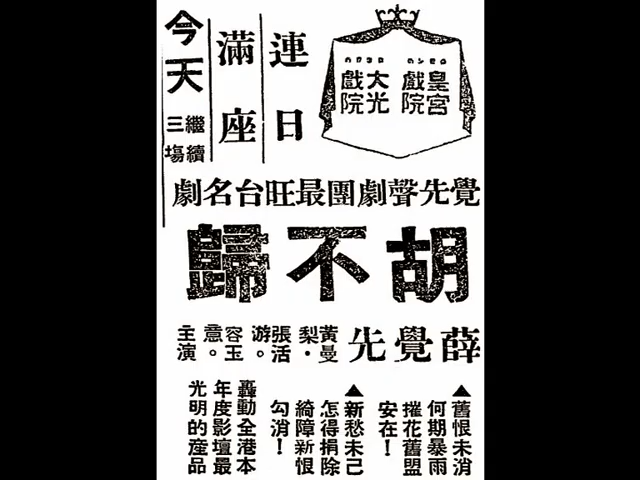 皇宮戲院
大光戲院
連日
滿座
今天
繼續三場
覺先聲劇團最旺台名劇
胡不歸
薛覺先
黃曼梨．
張活游。
容玉意。
主演
▲舊恨未消
何期暴雨
摧花舊盟
安在！
▲新愁未已
怎得捐除
綺障新恨
勾消！
轟動全港本
年度影壇最
光明的產品